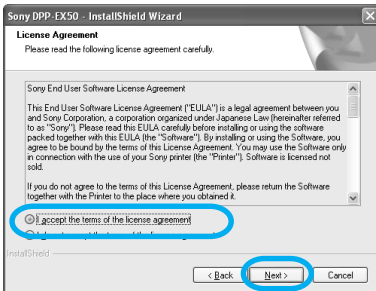 Sony DPP-EX50 - InstallShield Wizard
License Agreement
Please read the following license agreement carefully.
Sony End User Software License Agreement
This End User Software License Agreement ("EULA") is a legal agreement between you
and Sony Corporation, a corporation organized under Japanese Law (hereinafter referred
to as "Sony"). Please read this EULA carefully before installing or using the software
packed together with this EULA (the "Software"). By installing or using the Software, you
agree to be bound by the terms of this License Agreement. You may use the Software only
in connection with the use of your Sony printer (the "Printer"). Software is licensed not
sold.
If you do not agree to the terms of this License Agreement, please return the Software
together with the Printer to the place where you obtained it.
I accept the terms of the license agreement
InstallShield
< Back
Next >
Cancel